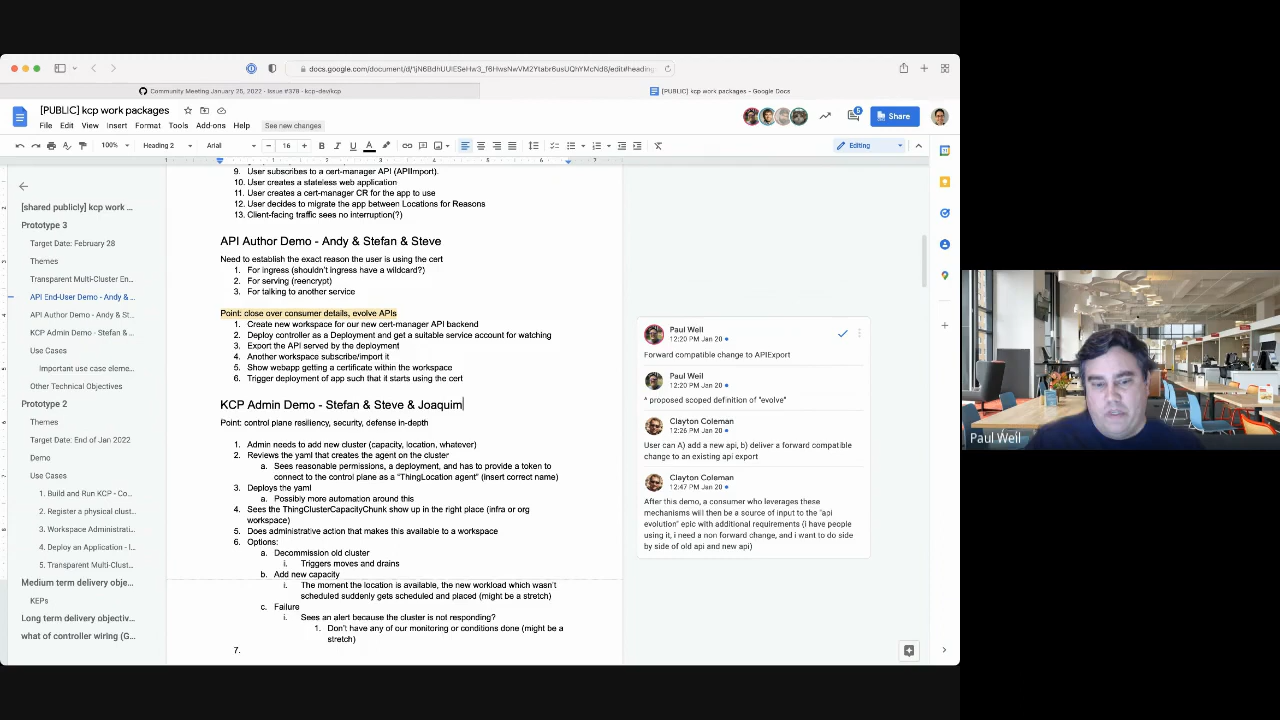 docs.google.com/document/d/
Community Meeting January 25, 2022 · Issue #378 · kcp-dev/kcp
[PUBLIC] kcp work packages - Google Docs
[PUBLIC] kcp work packages
File Edit View Insert Format Tools Add-ons Help See new changes
Share
100% Heading 2 Arial 16 Editing
[shared publicly] kcp work ...
Prototype 3
Target Date: February 28
Themes
Transparent Multi-Cluster En...
API End-User Demo - Andy & ...
API Author Demo - Andy & St...
KCP Admin Demo - Stefan & ...
Use Cases
Important use case eleme...
Other Technical Objectives
Prototype 2
Themes
Target Date: End of Jan 2022
Demo
Use Cases
1. Build and Run KCP - Co...
2. Register a physical clust...
3. Workspace Administrati...
4. Deploy an Application - I...
5. Transparent Multi-Clust...
Medium term delivery obje...
KEPs
Long term delivery objectiv...
what of controller wiring (G...
9. User subscribes to a cert-manager API (APIImport).
10. User creates a stateless web application
11. User creates a cert-manager CR for the app to use
12. User decides to migrate the app between Locations for Reasons
13. Client-facing traffic sees no interruption(?)
API Author Demo - Andy & Stefan & Steve
Need to establish the exact reason the user is using the cert
1. For ingress (shouldn't ingress have a wildcard?)
2. For serving (reencrypt)
3. For talking to another service
Point: close over consumer details, evolve APIs
1. Create new workspace for our new cert-manager API backend
2. Deploy controller as a Deployment and get a suitable service account for watching
3. Export the API served by the deployment
4. Another workspace subscribe/import it
5. Show webapp getting a certificate within the workspace
6. Trigger deployment of app such that it starts using the cert
KCP Admin Demo - Stefan & Steve & Joaquim
Point: control plane resiliency, security, defense in-depth
1. Admin needs to add new cluster (capacity, location, whatever)
2. Reviews the yaml that creates the agent on the cluster
a. Sees reasonable permissions, a deployment, and has to provide a token to
connect to the control plane as a "ThingLocation agent" (insert correct name)
3. Deploys the yaml
a. Possibly more automation around this
4. Sees the ThingClusterCapacityChunk show up in the right place (infra or org
workspace)
5. Does administrative action that makes this available to a workspace
6. Options:
a. Decommission old cluster
i. Triggers moves and drains
b. Add new capacity
i. The moment the location is available, the new workload which wasn't
scheduled suddenly gets scheduled and placed (might be a stretch)
c. Failure
i. Sees an alert because the cluster is not responding?
1. Don't have any of our monitoring or conditions done (might be a
stretch)
7.
Paul Weil
12:20 PM Jan 20
Forward compatible change to APIExport
Paul Weil
12:20 PM Jan 20
^ proposed scoped definition of "evolve"
Clayton Coleman
12:26 PM Jan 20
User can A) add a new api, b) deliver a forward compatible
change to an existing api export
Clayton Coleman
12:47 PM Jan 20
After this demo, a consumer who leverages these
mechanisms will then be a source of input to the "api
evolution" epic with additional requirements (i have people
using it, i need a non forward change, and i want to do side
by side of old api and new api)
Paul Weil